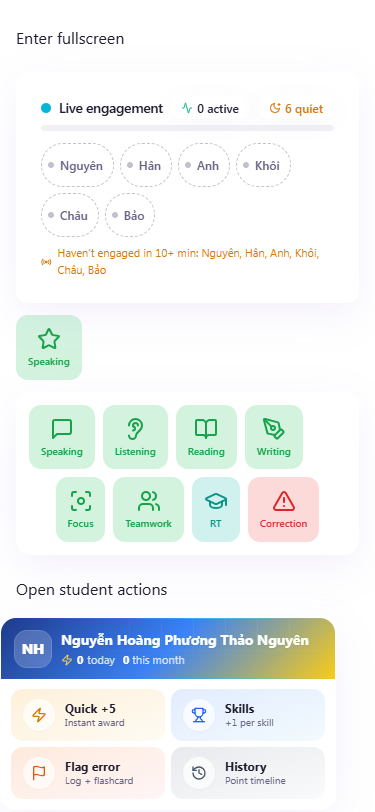 Enter fullscreen
Live engagement 0 active 6 quiet
Nguyên Hân Anh Khôi
Châu Bảo
Haven't engaged in 10+ min: Nguyên, Hân, Anh, Khôi,
Châu, Bảo
Speaking
Speaking Listening Reading Writing
Focus Teamwork RT Correction
Open student actions
NH Nguyễn Hoàng Phương Thảo Nguyên
0 today 0 this month
Quick +5 Skills
Instant award +1 per skill
Flag error History
Log + flashcard Point timeline